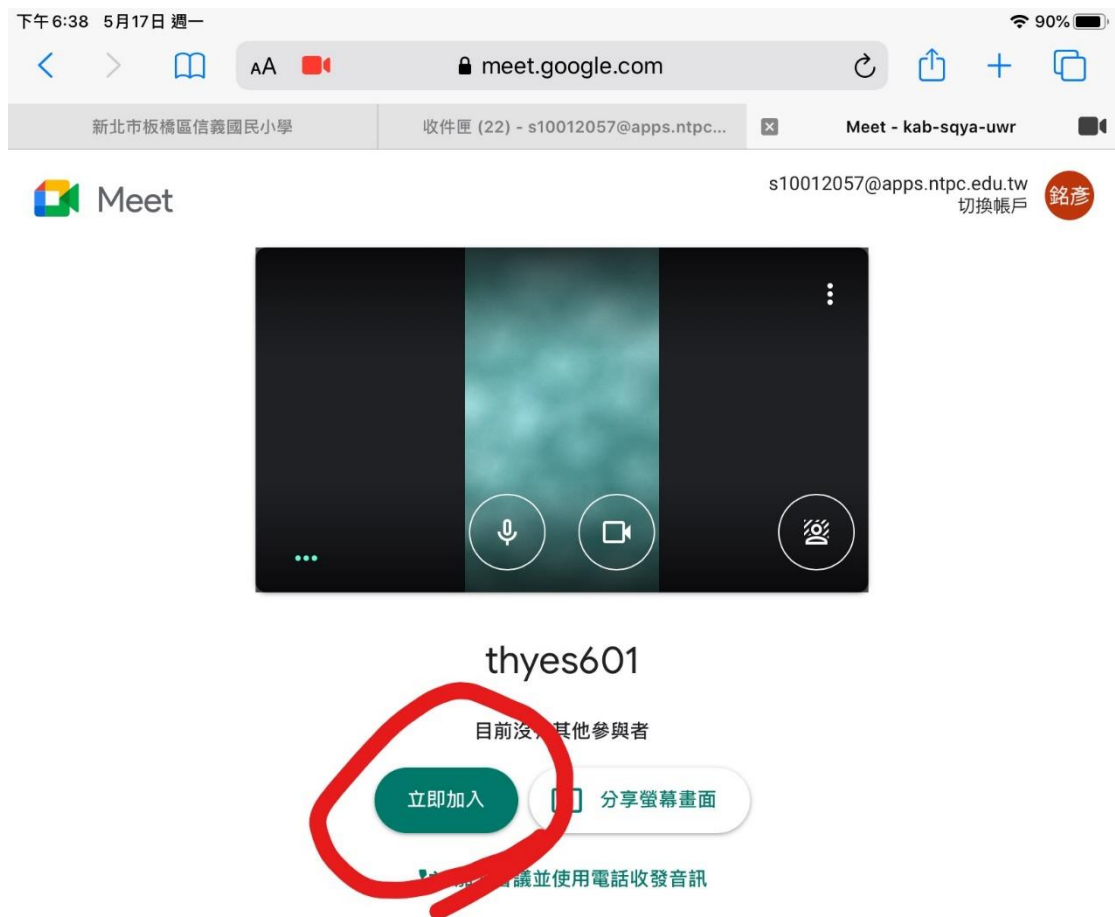 下午6:38 5月17日 週一
90%
AA
meet.google.com
新北市板橋區信義國民小學
收件匣 (22) - s10012057@apps.ntpc...
Meet - kab-sqya-uwr
Meet
s10012057@apps.ntpc.edu.tw
切換帳戶
銘彥
thyes601
目前沒 其他參與者
立即加入
分享螢幕畫面
議並使用電話收發音訊